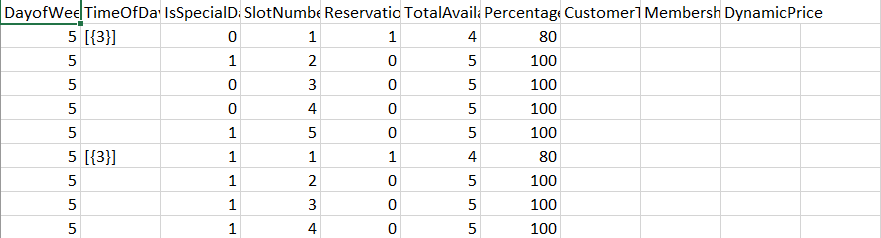 DayofWee TimeOfDa IsSpecialDa SlotNumbe Reservatio TotalAvaila Percentage CustomerT Membersh DynamicPrice
5 [{3}] 0 1 1 4 80
5 1 2 0 5 100
5 0 3 0 5 100
5 0 4 0 5 100
5 1 5 0 5 100
5 [{3}] 1 1 1 4 80
5 1 2 0 5 100
5 1 3 0 5 100
5 1 4 0 5 100